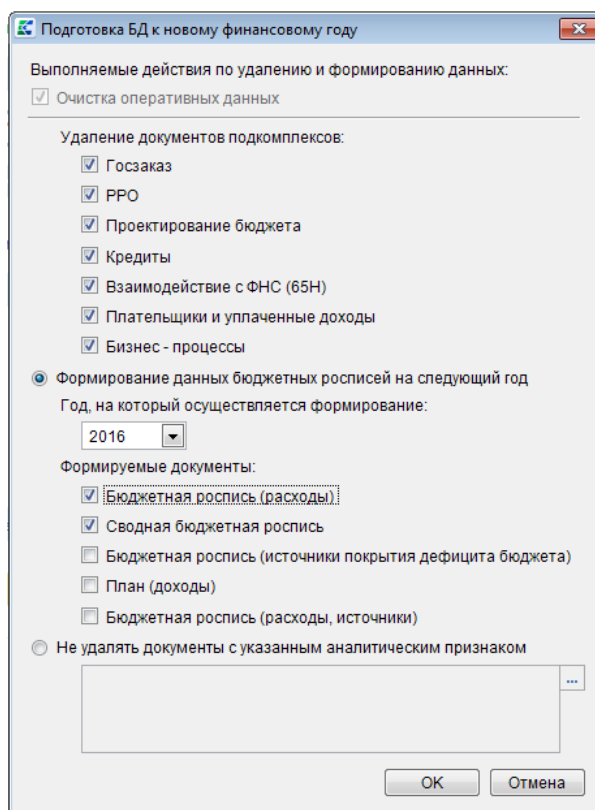 Подготовка БД к новому финансовому году
Выполняемые действия по удалению и формированию данных:
Очистка оперативных данных
Удаление документов подкомплексов:
Госзаказ
РРО
Проектирование бюджета
Кредиты
Взаимодействие с ФНС (65Н)
Плательщики и уплаченные доходы
Бизнес - процессы
Формирование данных бюджетных росписей на следующий год
Год, на который осуществляется формирование:
2016
Формируемые документы:
Бюджетная роспись (расходы)
Сводная бюджетная роспись
Бюджетная роспись (источники покрытия дефицита бюджета)
План (доходы)
Бюджетная роспись (расходы, источники)
Не удалять документы с указанным аналитическим признаком
...
OK Отмена